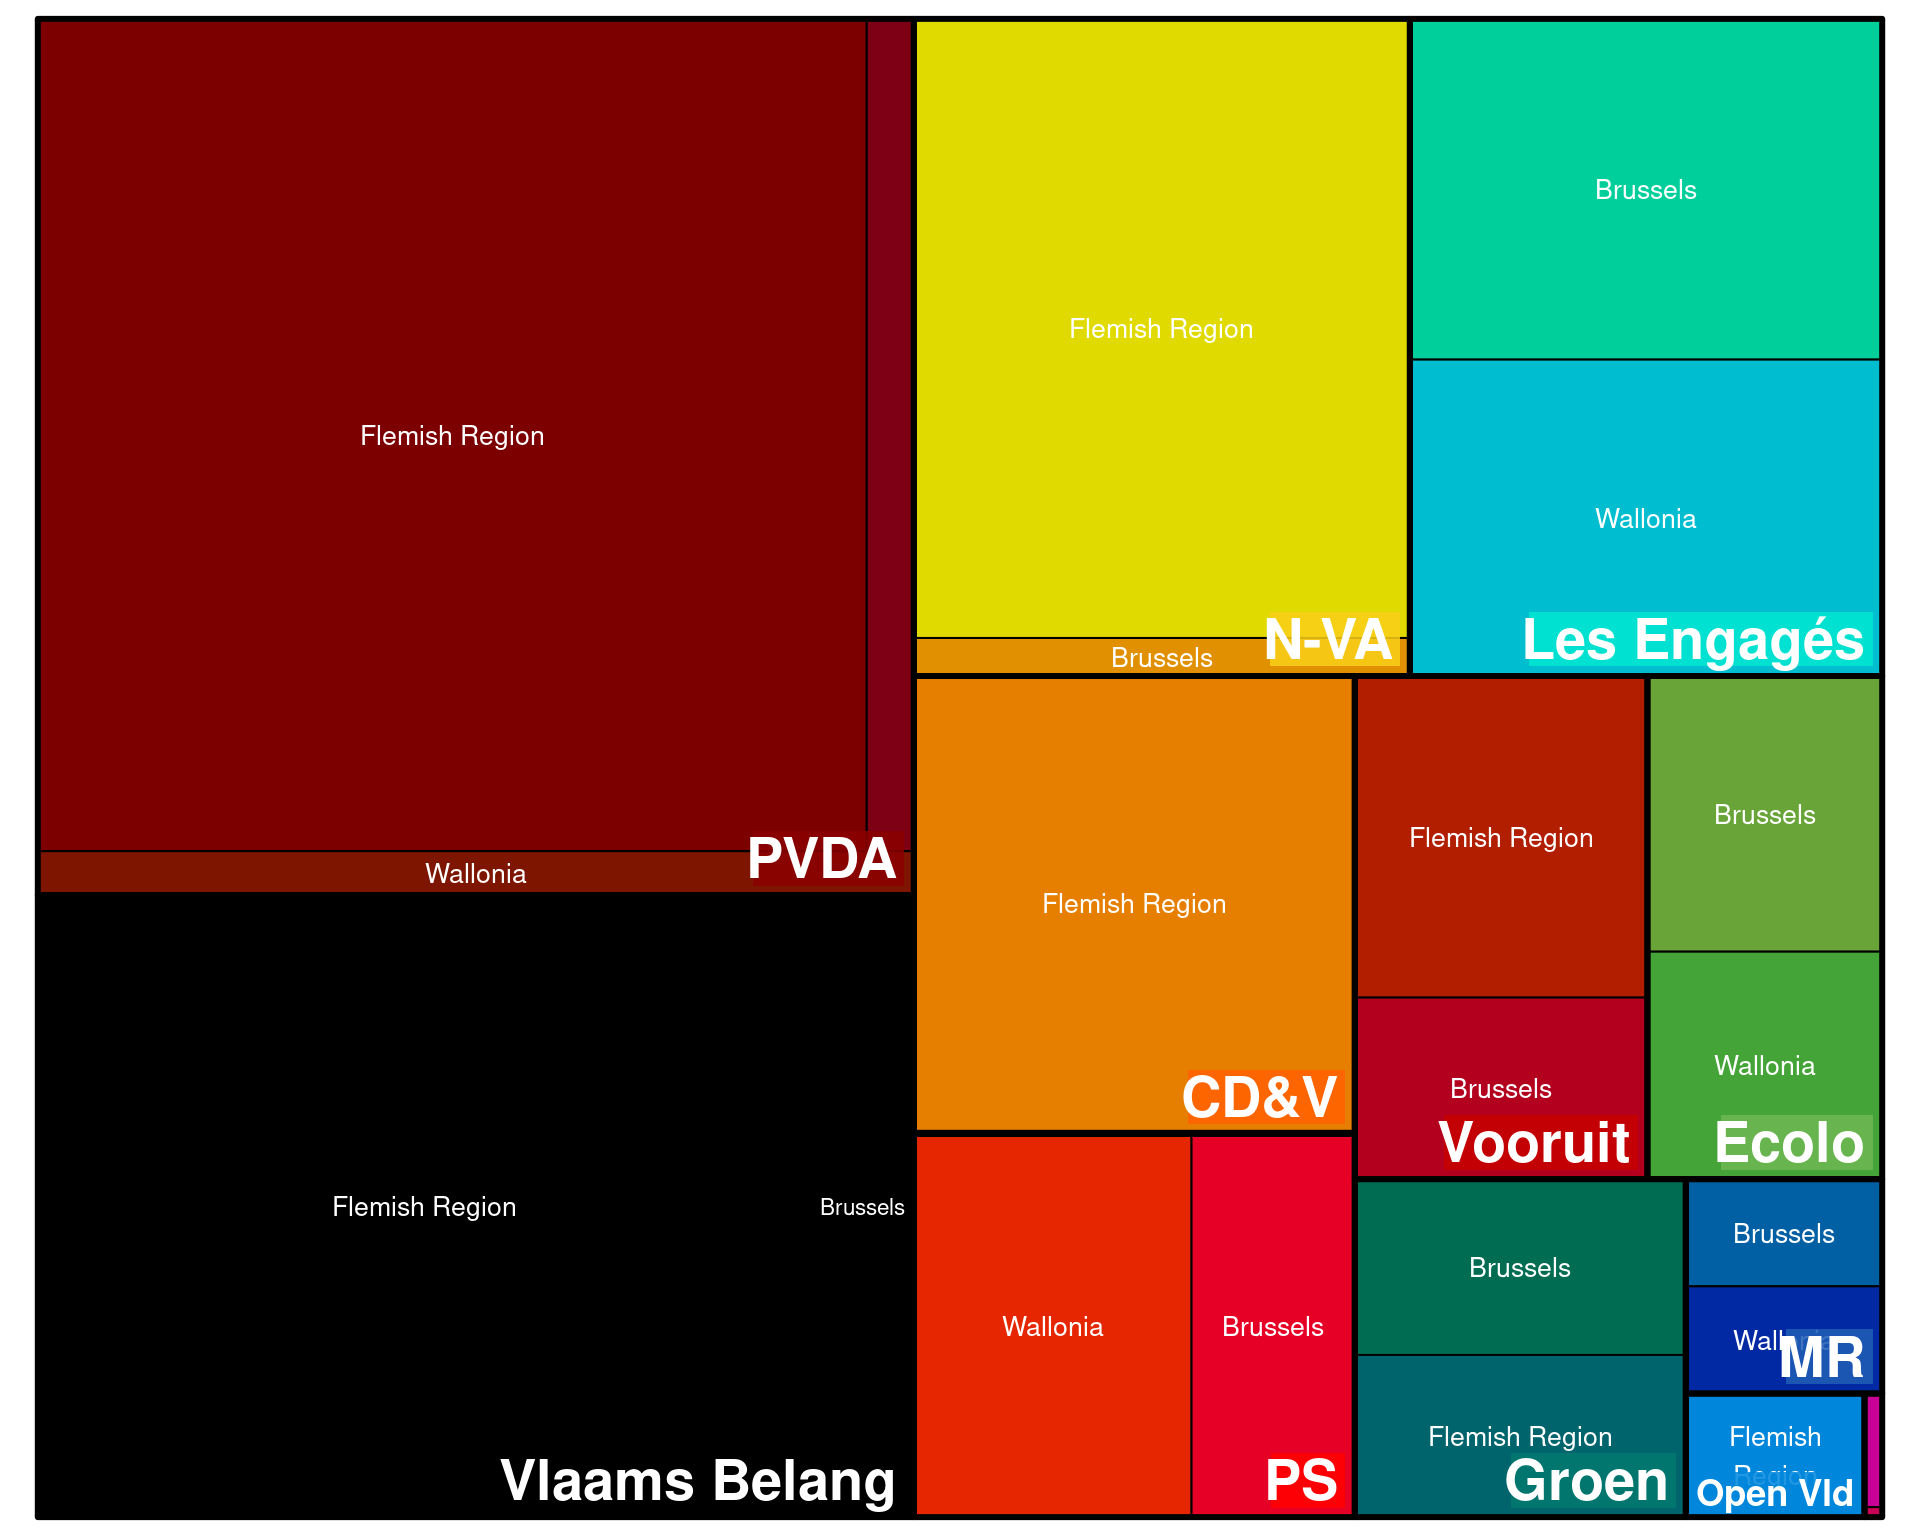 Flemish Region
Wallonia
PVDA
Flemish Region
Brussels
Vlaams Belang
Flemish Region
Brussels
N-VA
Brussels
Wallonia
Les Engagés
Flemish Region
CD&V
Wallonia
Brussels
PS
Flemish Region
Brussels
Vooruit
Brussels
Wallonia
Ecolo
Brussels
Flemish Region
Groen
Brussels
Wallonia
MR
Flemish
Region
Open Vld